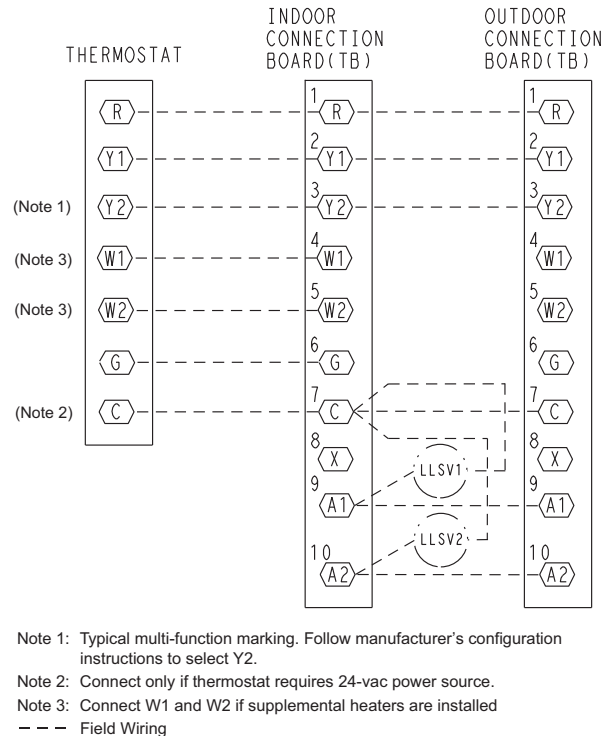 INDOOR
CONNECTION
BOARD(TB)
OUTDOOR
CONNECTION
BOARD(TB)
THERMOSTAT
R 1 R 1 R
Y1 2 Y1 2 Y1
(Note 1) Y2 3 Y2 3 Y2
(Note 3) W1 4 W1 4 W1
(Note 3) W2 5 W2 5 W2
G 6 G 6 G
(Note 2) C 7 C 7 C
8 X 8 X
LLSV1
9 A1 9 A1
LLSV2
10 A2 10 A2
Note 1: Typical multi-function marking. Follow manufacturer’s configuration
instructions to select Y2.
Note 2: Connect only if thermostat requires 24-vac power source.
Note 3: Connect W1 and W2 if supplemental heaters are installed
Field Wiring